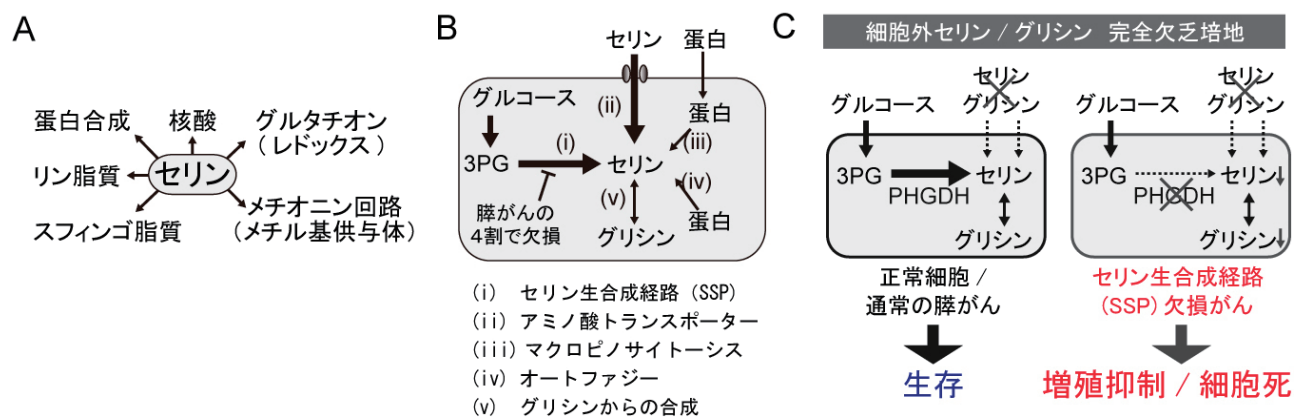 A
蛋白合成
核酸
グルタチオン
(レドックス)
リン脂質
セリン
スフィンゴ脂質
メチオニン回路
(メチル基供与体)
B
セリン
蛋白
グルコース
(ii)
蛋白
(i)
(iii)
3PG
セリン
(iv)
(v)
膵がんの
4割で欠損
グリシン
蛋白
(i) セリン生合成経路 (SSP)
(ii) アミノ酸トランスポーター
(iii) マクロピノサイトーシス
(iv) オートファジー
(v) グリシンからの合成
C
細胞外セリン / グリシン 完全欠乏培地
セリン
グルコース グリシン
3PG
セリン
PHGDH
グリシン
正常細胞 /
通常の膵がん
生存
セリン
グルコース グリシン
3PG
セリン
PHGDH
グリシン
セリン生合成経路
(SSP) 欠損がん
増殖抑制 / 細胞死